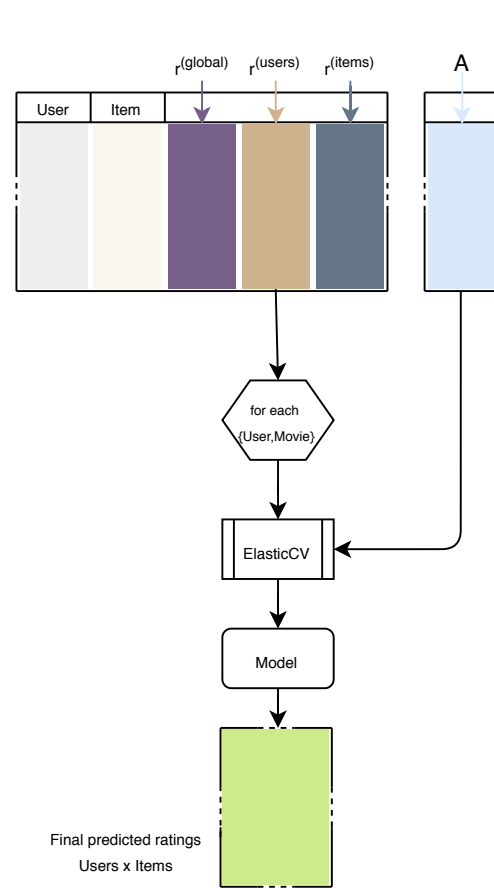 r(global) r(users) r(items) A
User Item
for each
{User,Movie}
ElasticCV
Model
Final predicted ratings
Users x Items